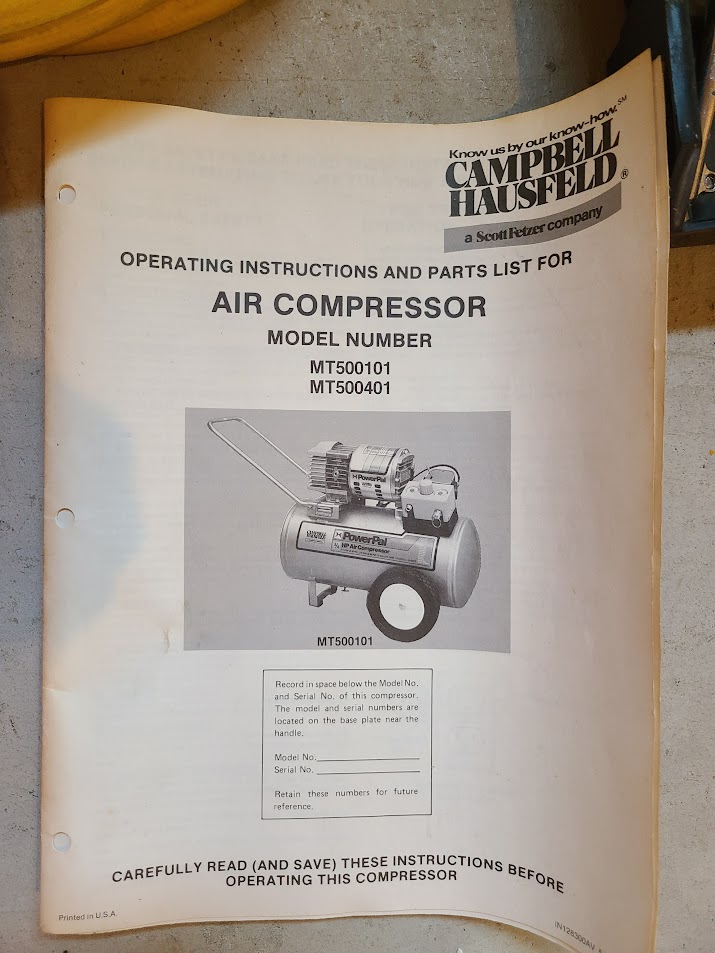 Know us by our know-how.℠
CAMPBELL
HAUSFELD®
a Scott Fetzer company
OPERATING INSTRUCTIONS AND PARTS LIST FOR
AIR COMPRESSOR
MODEL NUMBER
MT500101
MT500401
PowerPal
PowerPal
HP Air Compressor
MT500101
Record in space below the Model No.
and Serial No. of this compressor.
The model and serial numbers are
located on the base plate near the
handle.
Model No.
Serial No.
Retain these numbers for future
reference.
CAREFULLY READ (AND SAVE) THESE INSTRUCTIONS BEFORE
OPERATING THIS COMPRESSOR
Printed in U.S.A.
IN128300AV